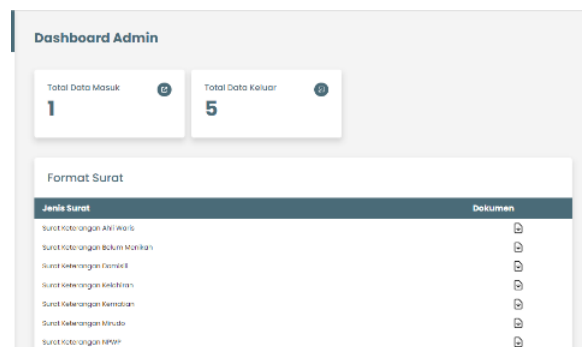 Dashboard Admin
Total Data Masuk
1
Total Data Keluar
5
Format Surat
Jenis Surat Dokumen
Surat Keterangan Ahli Waris
Surat Keterangan Belum Menikah
Surat Keterangan Domisili
Surat Keterangan Kelahiran
Surat Keterangan Kematian
Surat Keterangan
Surat Keterangan NPWP